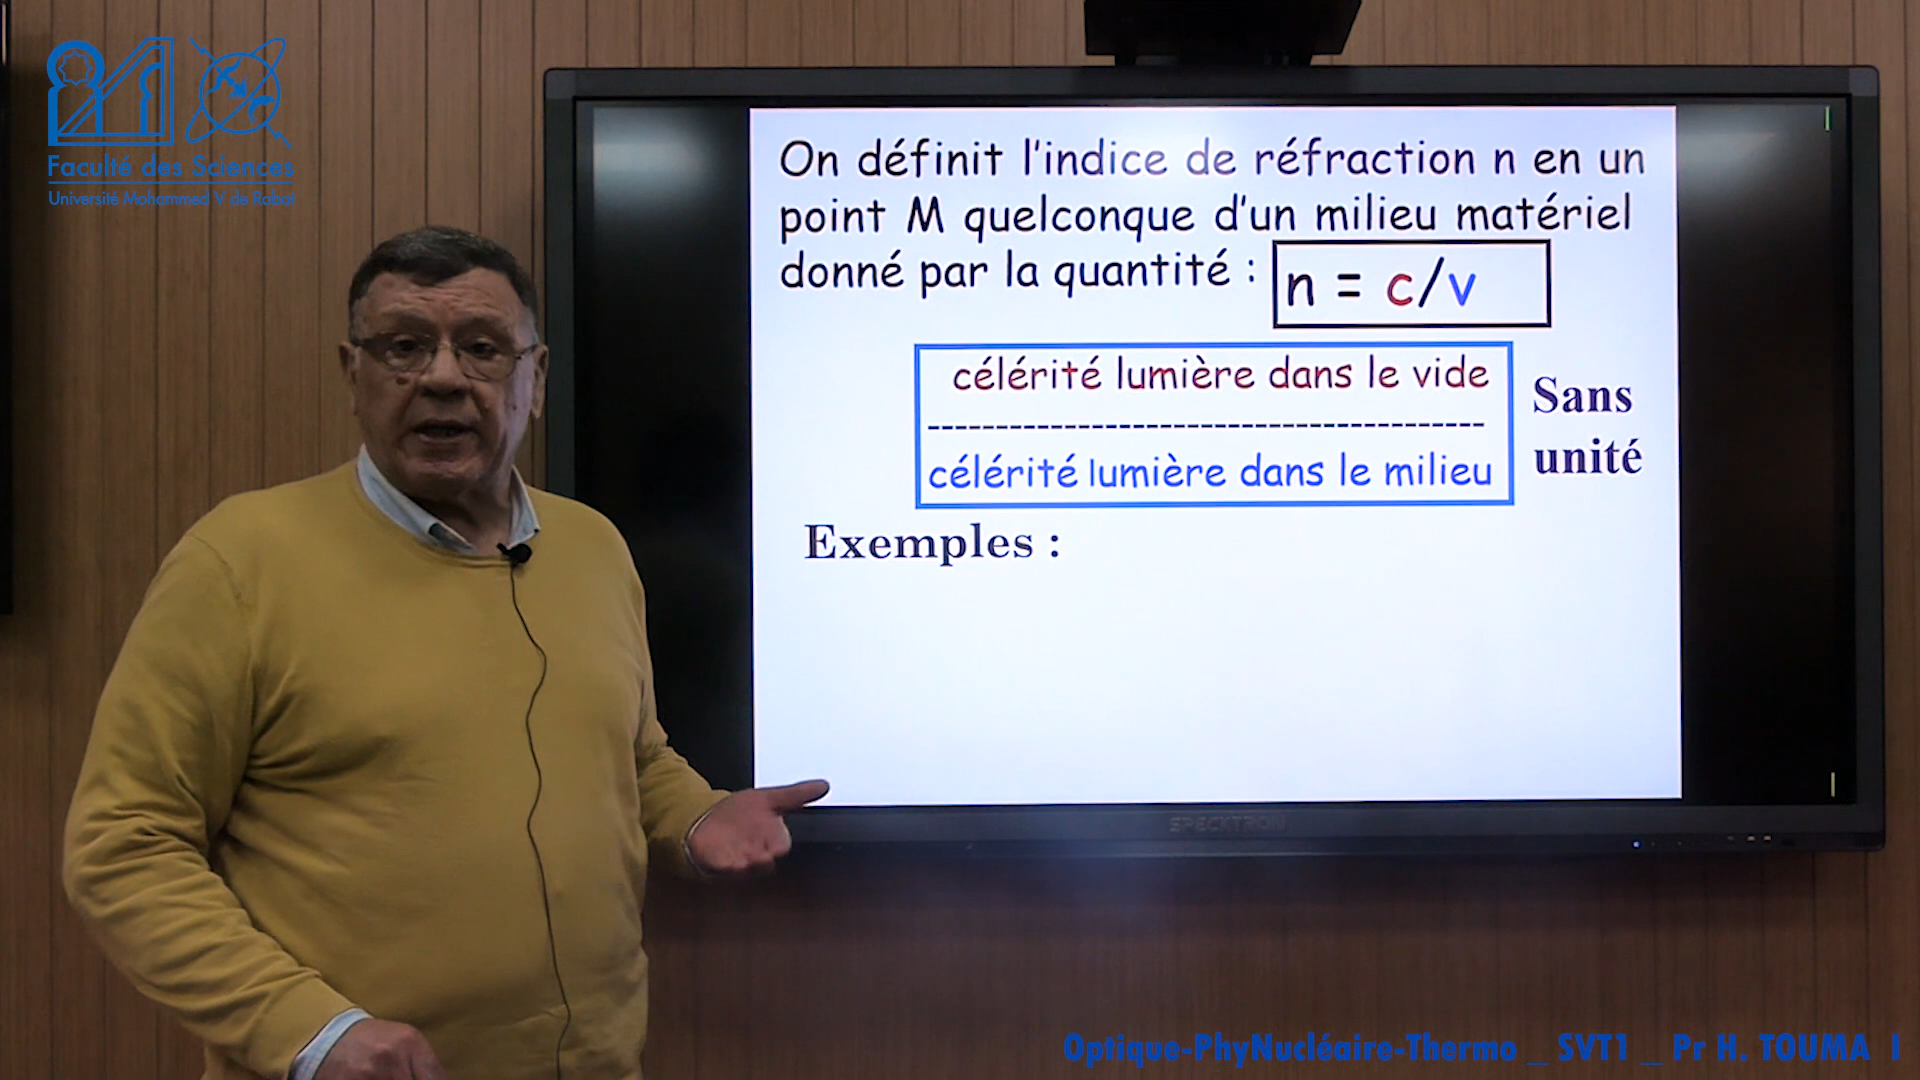 Faculté des Sciences
Université Mohammed V de Rabat
On définit l'indice de réfraction n en un
point M quelconque d'un milieu matériel
donné par la quantité :
n = c/v
célérité lumière dans le vide
----------------------------------------
célérité lumière dans le milieu
Sans
unité
Exemples :
SPECKTRON
Optique-PhyNucléaire-Thermo _ SVT1 _ Pr H. TOUMA I